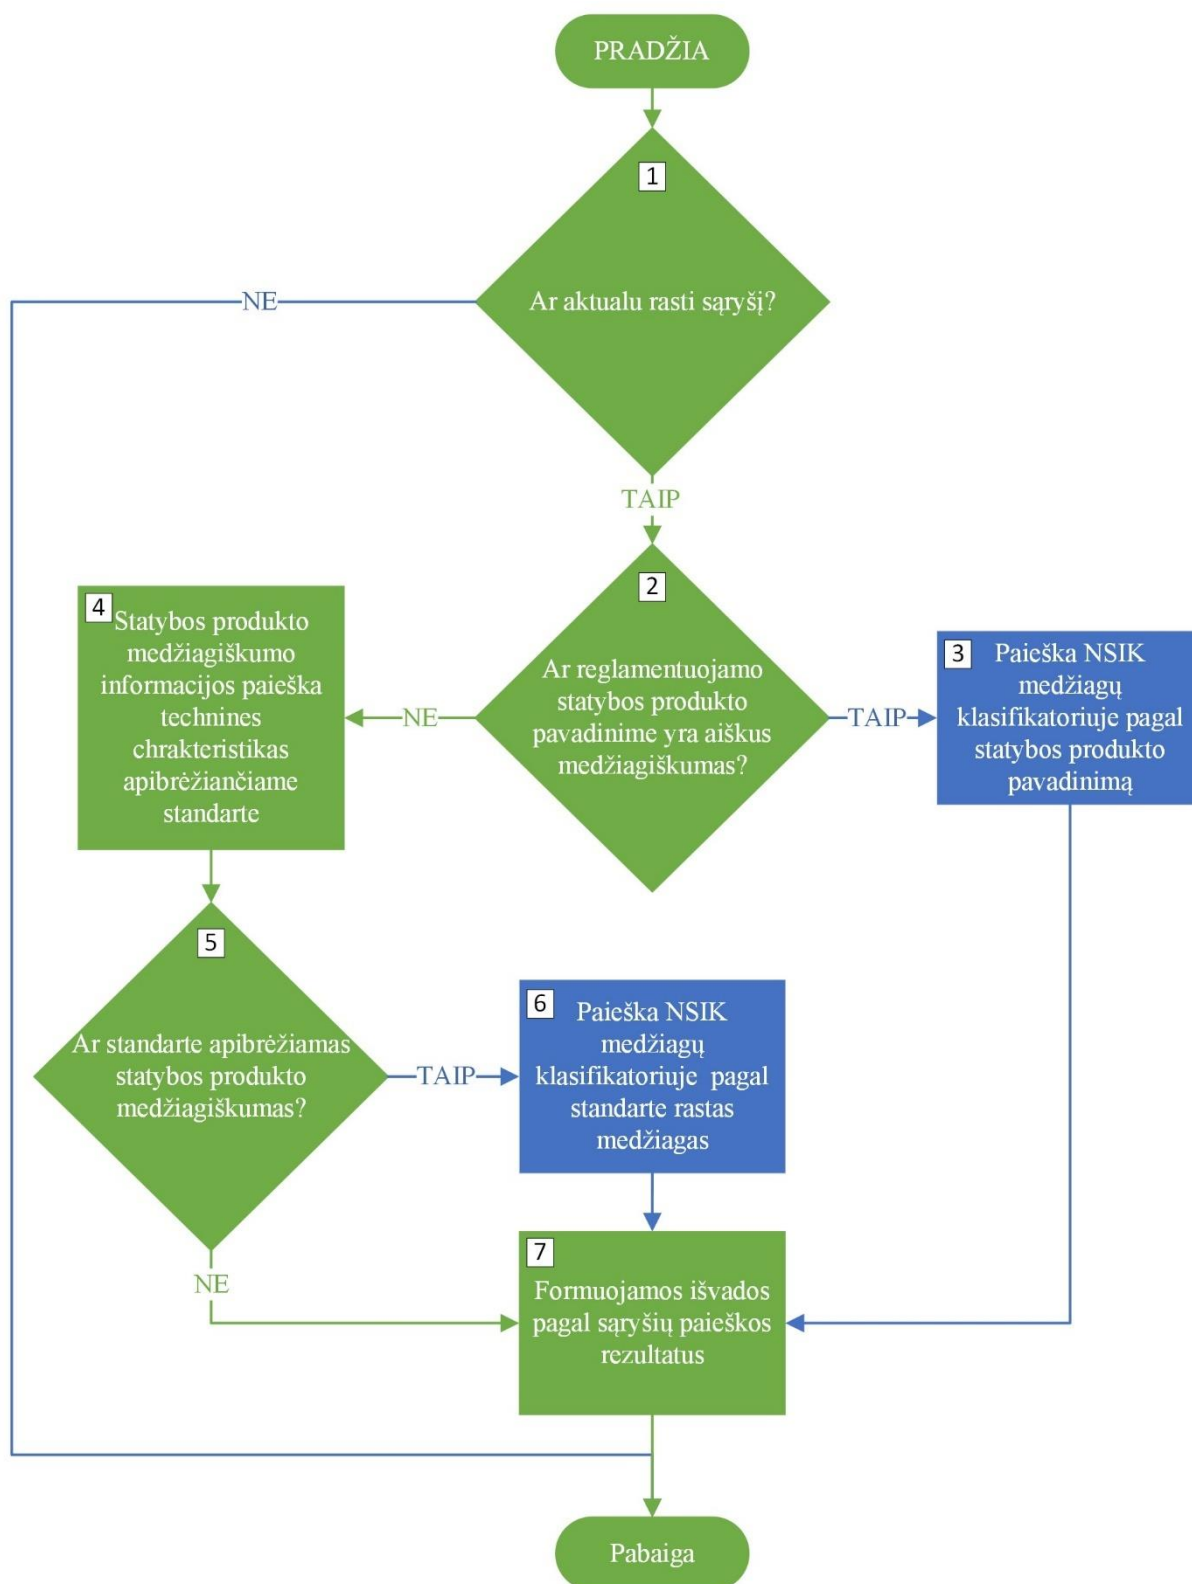 PRADŽIA
1
Ar aktualu rasti sąryšį?
NE
TAIP
2
Ar reglamentuojamo
statybos produkto
pavadinime yra aiškus
medžiagiškumas?
TAIP
3
Paieška NSIK
medžiagų
klasifikatoriuje pagal
statybos produkto
pavadinimą
NE
4
Statybos produkto
medžiagiškumo
informacijos paieška
technines
chrakteristikas
apibrėžiančiame
standarte
5
Ar standarte apibrėžiamas
statybos produkto
medžiagiškumas?
TAIP
6
Paieška NSIK
medžiagų
klasifikatoriuje pagal
standarte rastas
medžiagas
NE
7
Formuojamos išvados
pagal sąryšių paieškos
rezultatus
Pabaiga